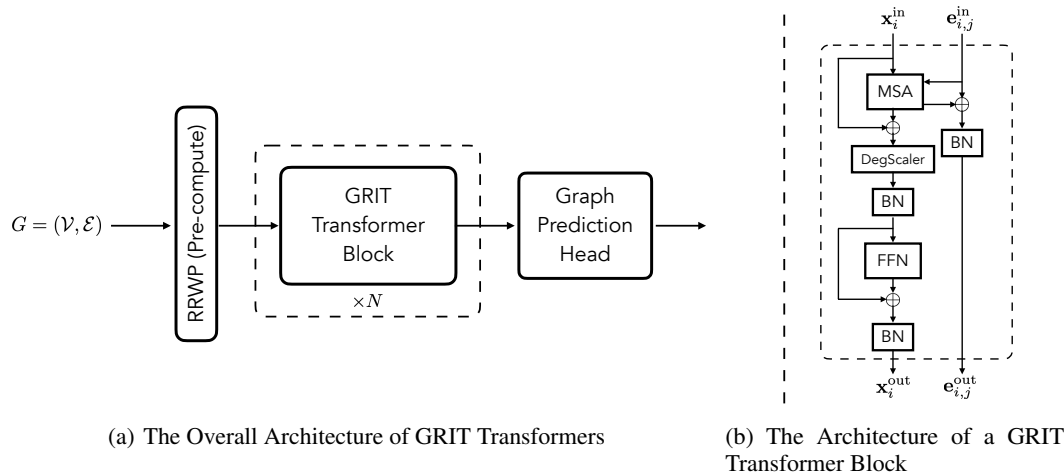 G = (𝒱, ℰ)
RRWP (Pre-compute)
GRIT
Transformer
Block
×N
Graph
Prediction
Head
(a) The Overall Architecture of GRIT Transformers
x_i^in e_{i,j}^in
MSA
BN
DegScaler
BN
FFN
BN
x_i^out e_{i,j}^out
(b) The Architecture of a GRIT
Transformer Block